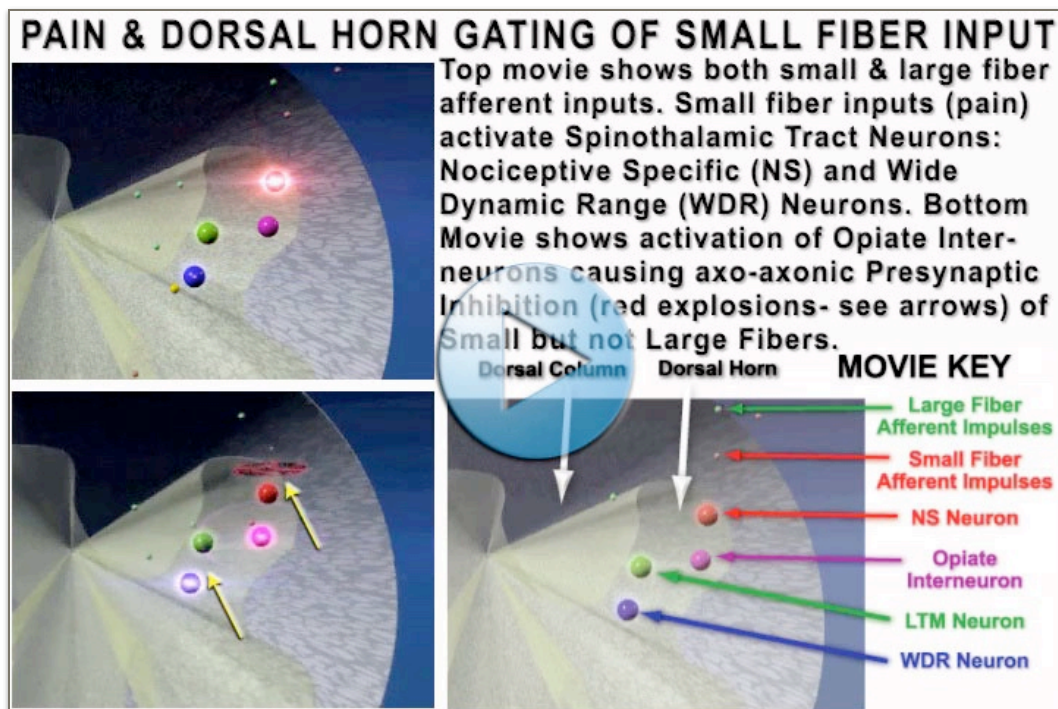 PAIN & DORSAL HORN GATING OF SMALL FIBER INPUT
Top movie shows both small & large fiber
afferent inputs. Small fiber inputs (pain)
activate Spinothalamic Tract Neurons:
Nociceptive Specific (NS) and Wide
Dynamic Range (WDR) Neurons. Bottom
Movie shows activation of Opiate Inter-
neurons causing axo-axonic Presynaptic
Inhibition (red explosions- see arrows) of
Small but not Large Fibers.
Dorsal Column
Dorsal Horn
MOVIE KEY
Large Fiber
Afferent Impulses
Small Fiber
Afferent Impulses
NS Neuron
Opiate
Interneuron
LTM Neuron
WDR Neuron